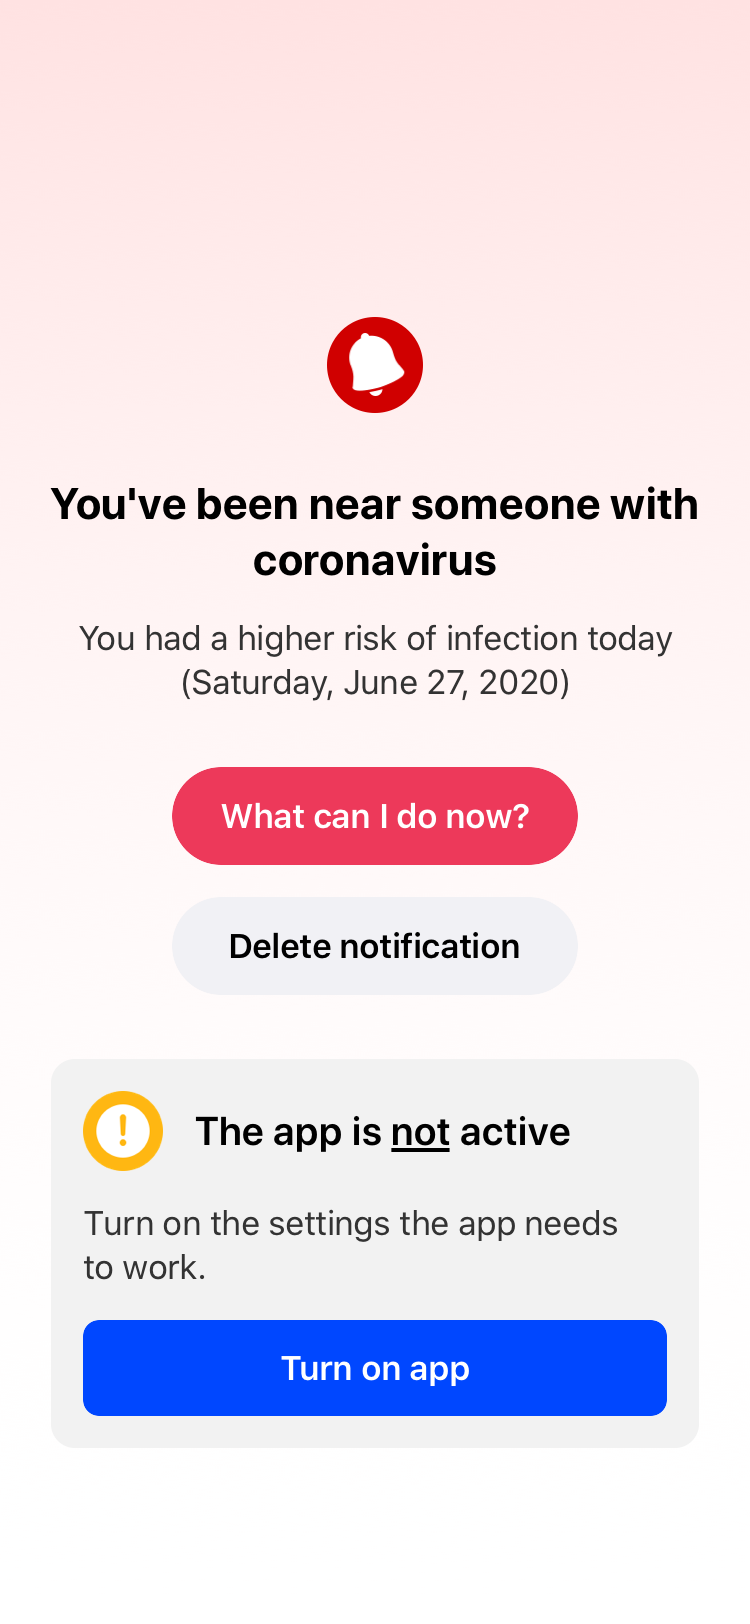 You've been near someone with
coronavirus
You had a higher risk of infection today
(Saturday, June 27, 2020)
What can I do now?
Delete notification
The app is not active
Turn on the settings the app needs
to work.
Turn on app